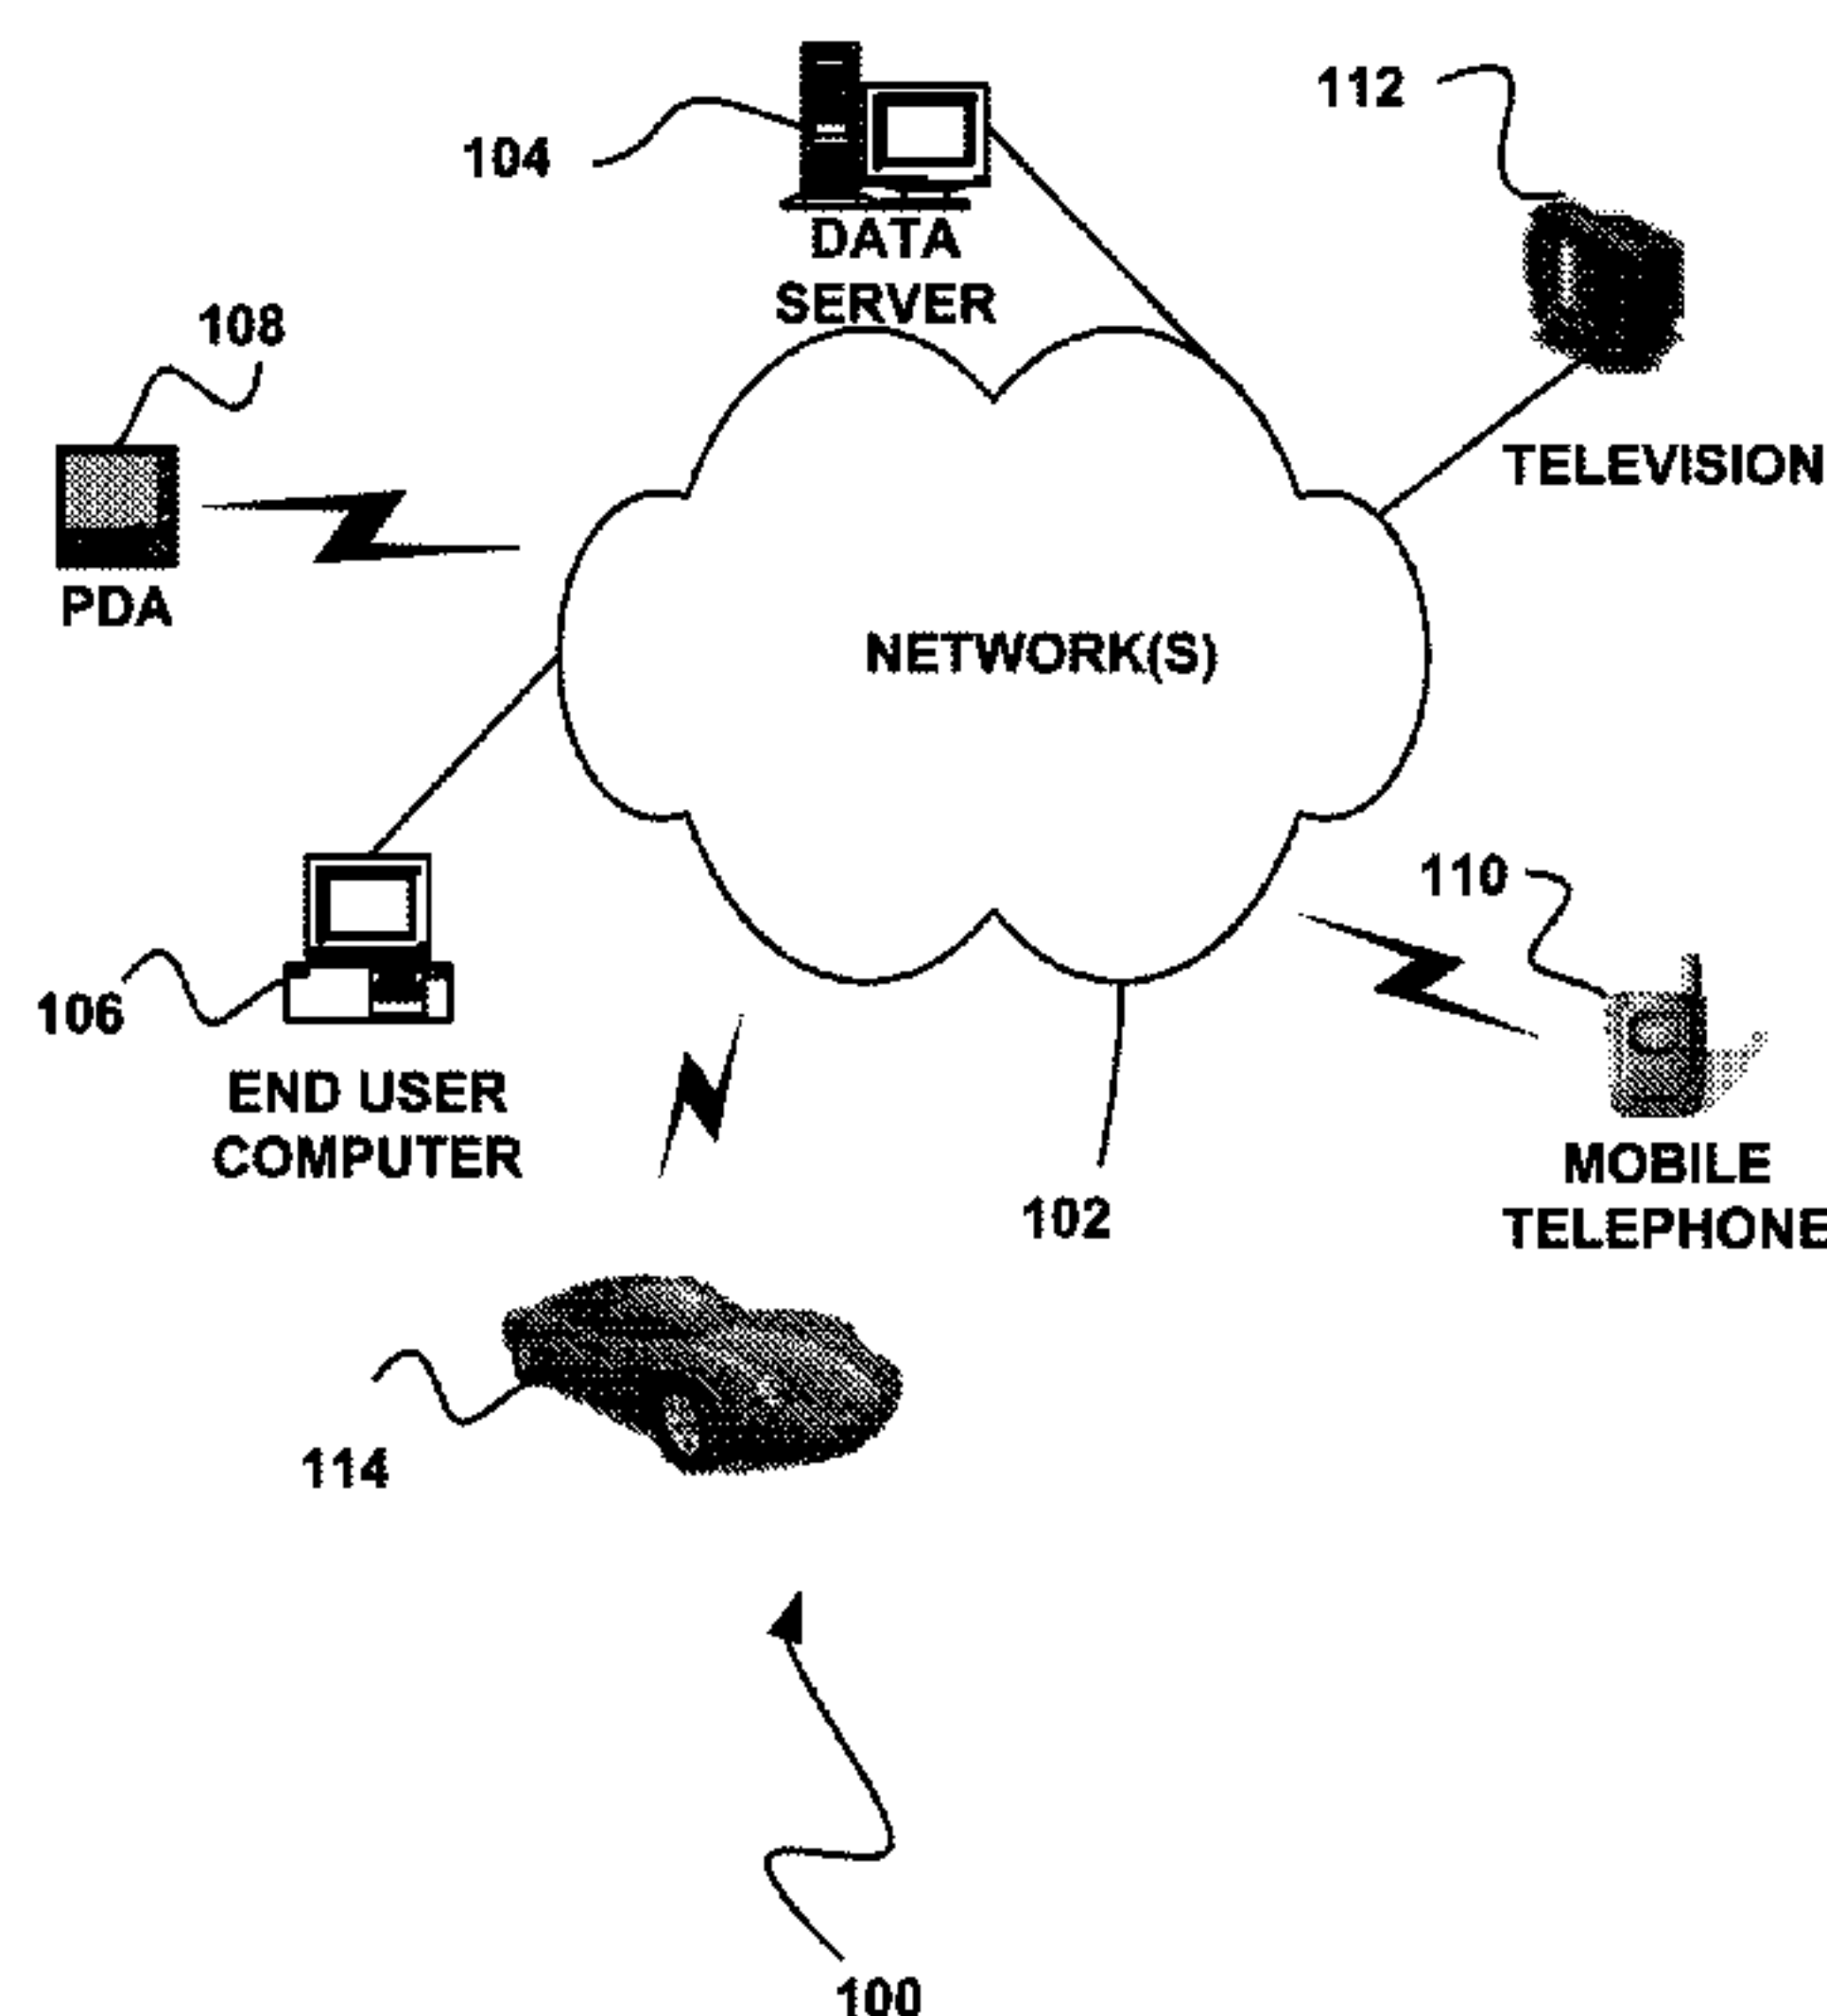 112
104
DATA
SERVER
108
TELEVISION
PDA
NETWORK(S)
110
106
END USER
COMPUTER
MOBILE
TELEPHONE
102
114
100